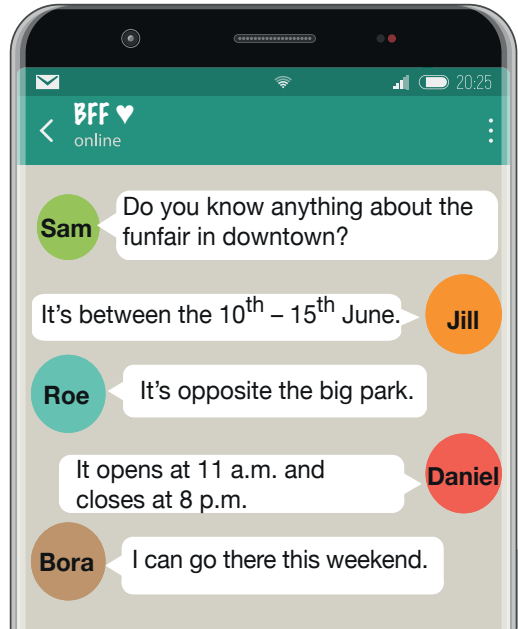 20:25
BFF ♥
online
Sam
Do you know anything about the
funfair in downtown?
It's between the 10th – 15th June.
Jill
Roe
It's opposite the big park.
It opens at 11 a.m. and
closes at 8 p.m.
Daniel
Bora
I can go there this weekend.